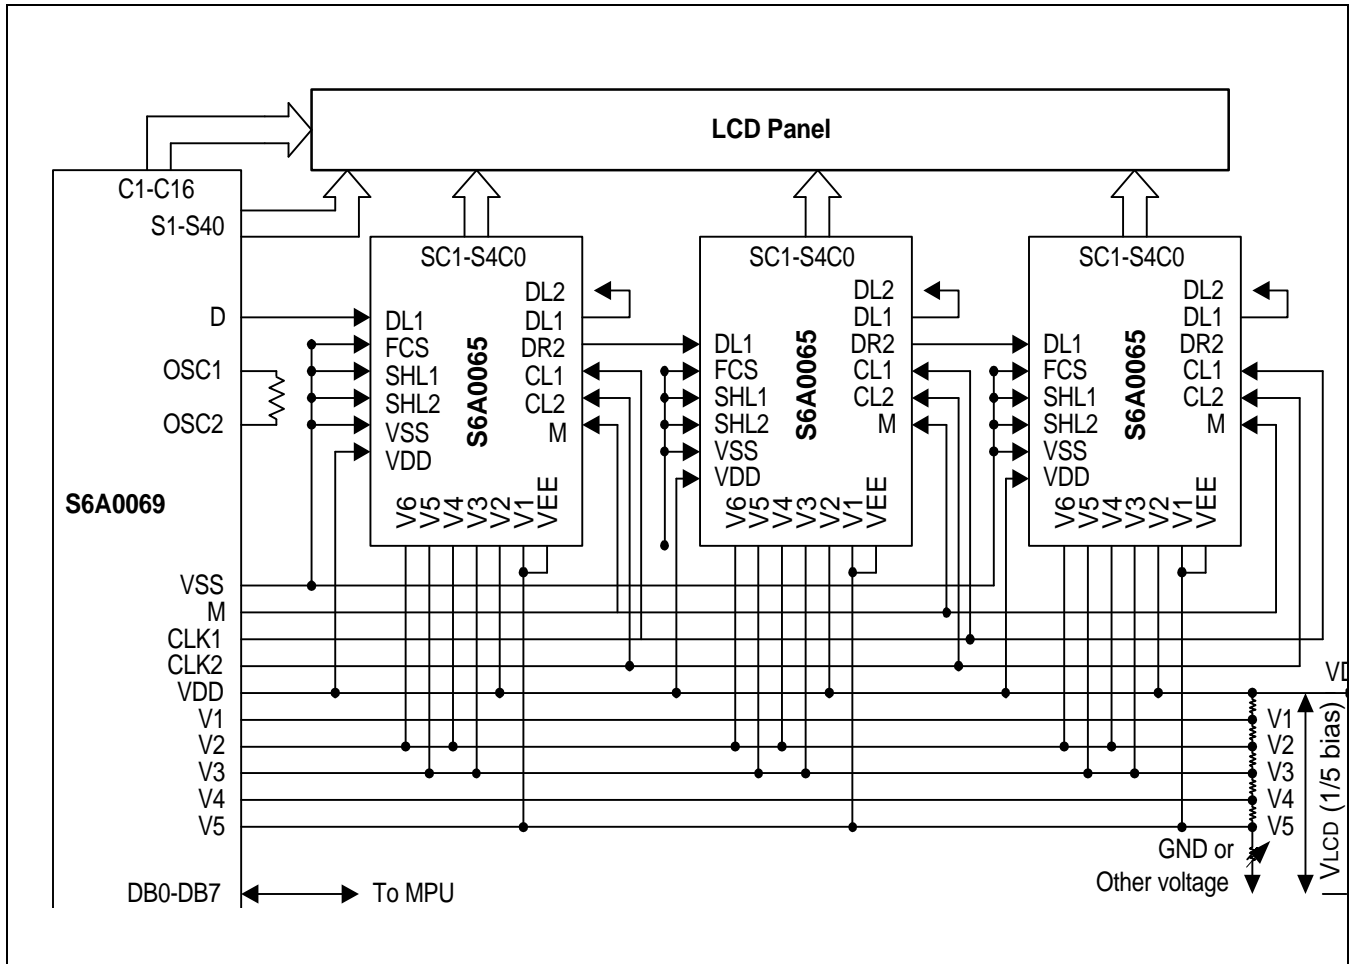 LCD Panel
C1-C16
S1-S40
D
OSC1
OSC2
S6A0069
VSS
M
CLK1
CLK2
VDD
V1
V2
V3
V4
V5
DB0-DB7
To MPU
SC1-S4C0
DL1
FCS
SHL1
SHL2
VSS
VDD
S6A0065
DL2
DL1
DR2
CL1
CL2
M
V6
V5
V4
V3
V2
V1
VEE
SC1-S4C0
DL1
FCS
SHL1
SHL2
VSS
VDD
S6A0065
DL2
DL1
DR2
CL1
CL2
M
V6
V5
V4
V3
V2
V1
VEE
SC1-S4C0
DL1
FCS
SHL1
SHL2
VSS
VDD
S6A0065
DL2
DL1
DR2
CL1
CL2
M
V6
V5
V4
V3
V2
V1
VEE
V1
V2
V3
V4
V5
GND or
Other voltage
VLCD (1/5 bias)